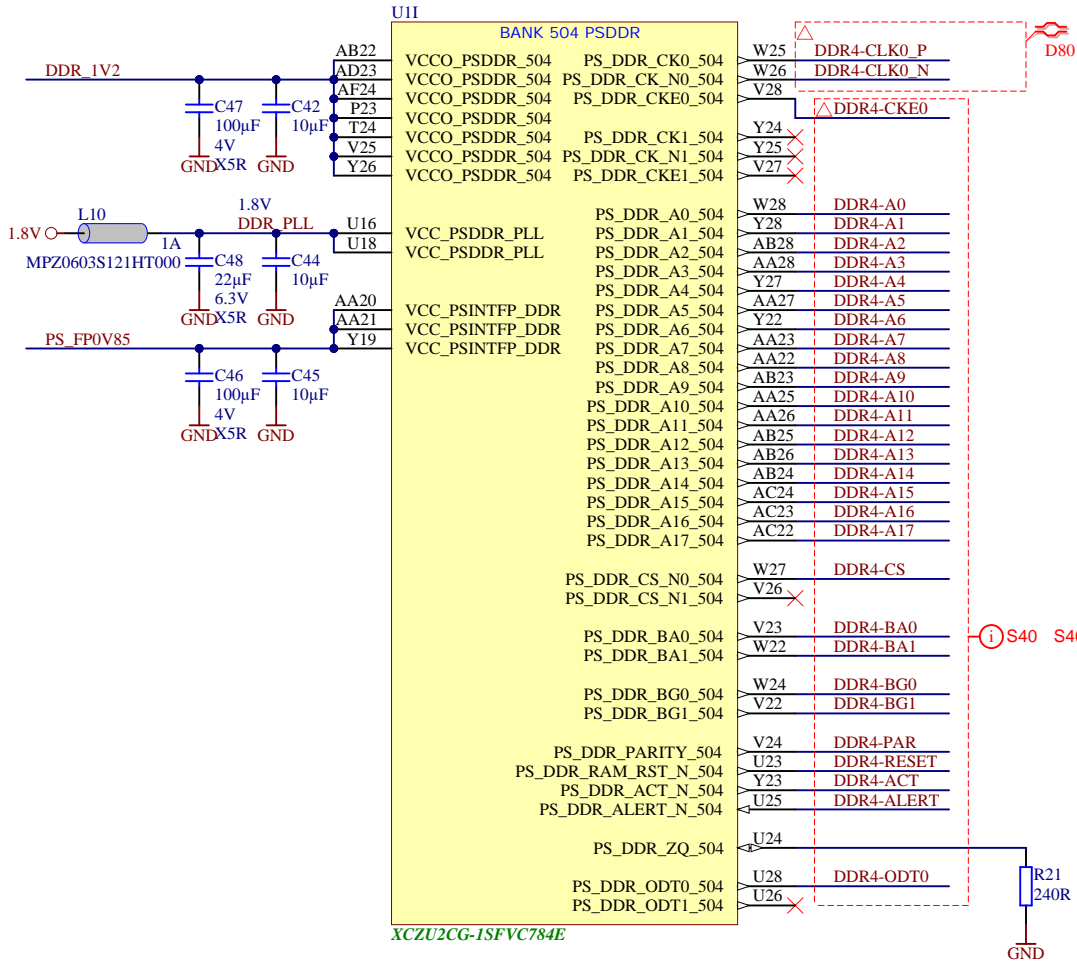 U1I
BANK 504 PSDDR
DDR_1V2
AB22 VCCO_PSDDR_504
AD23 VCCO_PSDDR_504
AF24 VCCO_PSDDR_504
P23 VCCO_PSDDR_504
T24 VCCO_PSDDR_504
V25 VCCO_PSDDR_504
Y26 VCCO_PSDDR_504
C47
100µF
4V
X5R
GND
C42
10µF
GND
1.8V
L10
1A
MPZ0603S121HT000
1.8V
DDR_PLL
U16 VCC_PSDDR_PLL
U18 VCC_PSDDR_PLL
C48
22µF
6.3V
X5R
GND
C44
10µF
GND
PS_FP0V85
AA20 VCC_PSINTFP_DDR
AA21 VCC_PSINTFP_DDR
Y19 VCC_PSINTFP_DDR
C46
100µF
4V
X5R
GND
C45
10µF
GND
PS_DDR_CK0_504 W25 DDR4-CLK0_P
PS_DDR_CK_N0_504 W26 DDR4-CLK0_N
PS_DDR_CKE0_504 V28 DDR4-CKE0
D80
PS_DDR_CK1_504 Y24
PS_DDR_CK_N1_504 Y25
PS_DDR_CKE1_504 V27
PS_DDR_A0_504 W28 DDR4-A0
PS_DDR_A1_504 Y28 DDR4-A1
PS_DDR_A2_504 AB28 DDR4-A2
PS_DDR_A3_504 AA28 DDR4-A3
PS_DDR_A4_504 Y27 DDR4-A4
PS_DDR_A5_504 AA27 DDR4-A5
PS_DDR_A6_504 Y22 DDR4-A6
PS_DDR_A7_504 AA23 DDR4-A7
PS_DDR_A8_504 AA22 DDR4-A8
PS_DDR_A9_504 AB23 DDR4-A9
PS_DDR_A10_504 AA25 DDR4-A10
PS_DDR_A11_504 AA26 DDR4-A11
PS_DDR_A12_504 AB25 DDR4-A12
PS_DDR_A13_504 AB26 DDR4-A13
PS_DDR_A14_504 AB24 DDR4-A14
PS_DDR_A15_504 AC24 DDR4-A15
PS_DDR_A16_504 AC23 DDR4-A16
PS_DDR_A17_504 AC22 DDR4-A17
PS_DDR_CS_N0_504 W27 DDR4-CS
PS_DDR_CS_N1_504 V26
PS_DDR_BA0_504 V23 DDR4-BA0
PS_DDR_BA1_504 W22 DDR4-BA1
i S40 S40
PS_DDR_BG0_504 W24 DDR4-BG0
PS_DDR_BG1_504 V22 DDR4-BG1
PS_DDR_PARITY_504 V24 DDR4-PAR
PS_DDR_RAM_RST_N_504 U23 DDR4-RESET
PS_DDR_ACT_N_504 Y23 DDR4-ACT
PS_DDR_ALERT_N_504 U25 DDR4-ALERT
PS_DDR_ZQ_504 U24
PS_DDR_ODT0_504 U28 DDR4-ODT0
PS_DDR_ODT1_504 U26
R21
240R
GND
XCZU2CG-1SFVC784E